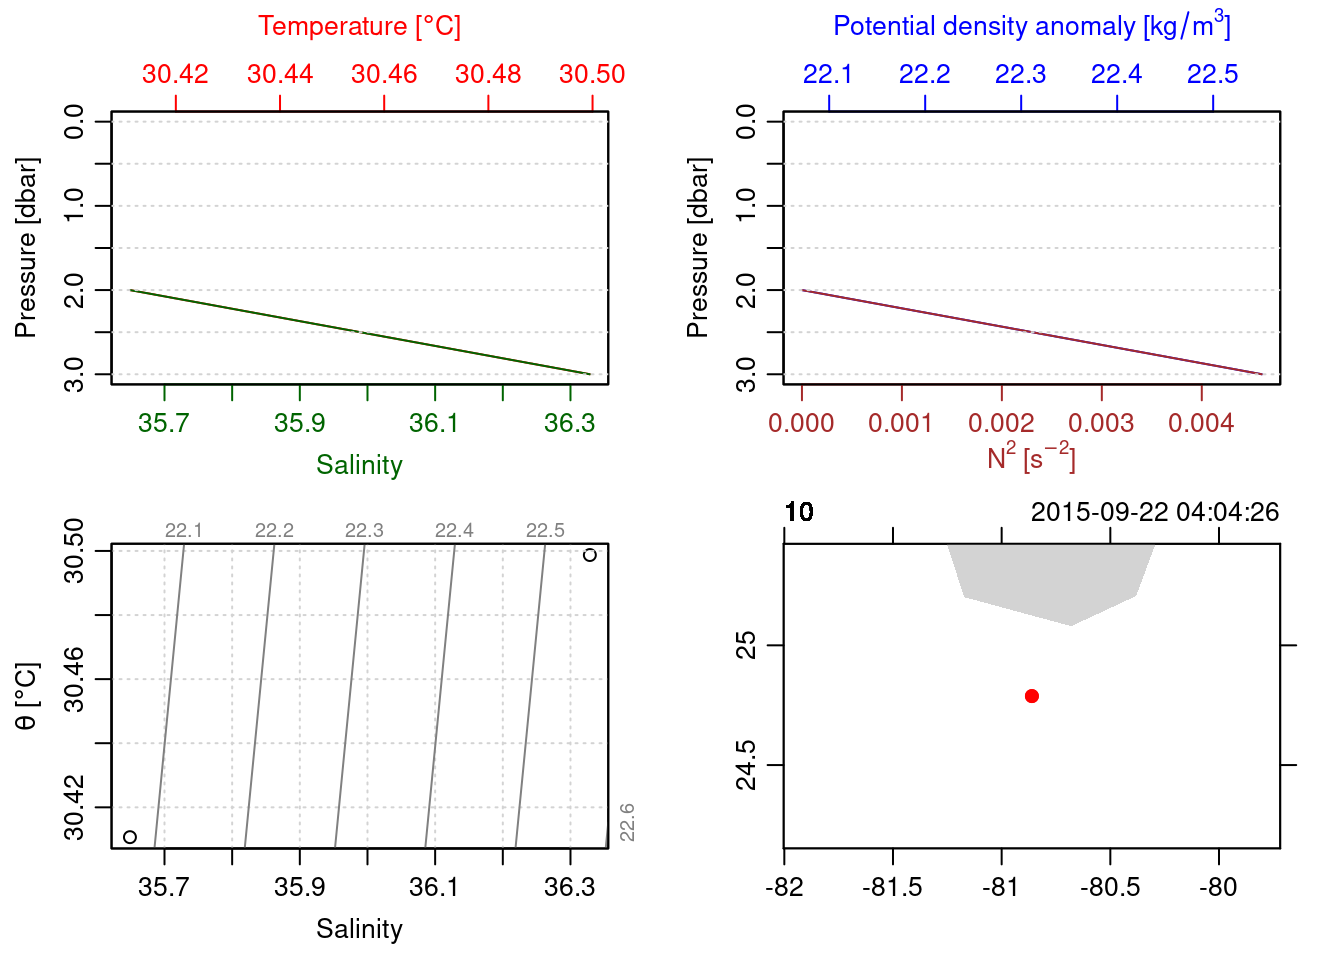 Temperature [°C]
30.42 30.44 30.46 30.48 30.50
Pressure [dbar]
0.0 1.0 2.0 3.0
35.7 35.9 36.1 36.3
Salinity
Potential density anomaly [kg/m³]
22.1 22.2 22.3 22.4 22.5
Pressure [dbar]
0.0 1.0 2.0 3.0
0.000 0.001 0.002 0.003 0.004
N² [s⁻²]
22.1 22.2 22.3 22.4 22.5
22.6
θ [°C]
30.50 30.46 30.42
35.7 35.9 36.1 36.3
Salinity
10 2015-09-22 04:04:26
25
24.5
-82 -81.5 -81 -80.5 -80